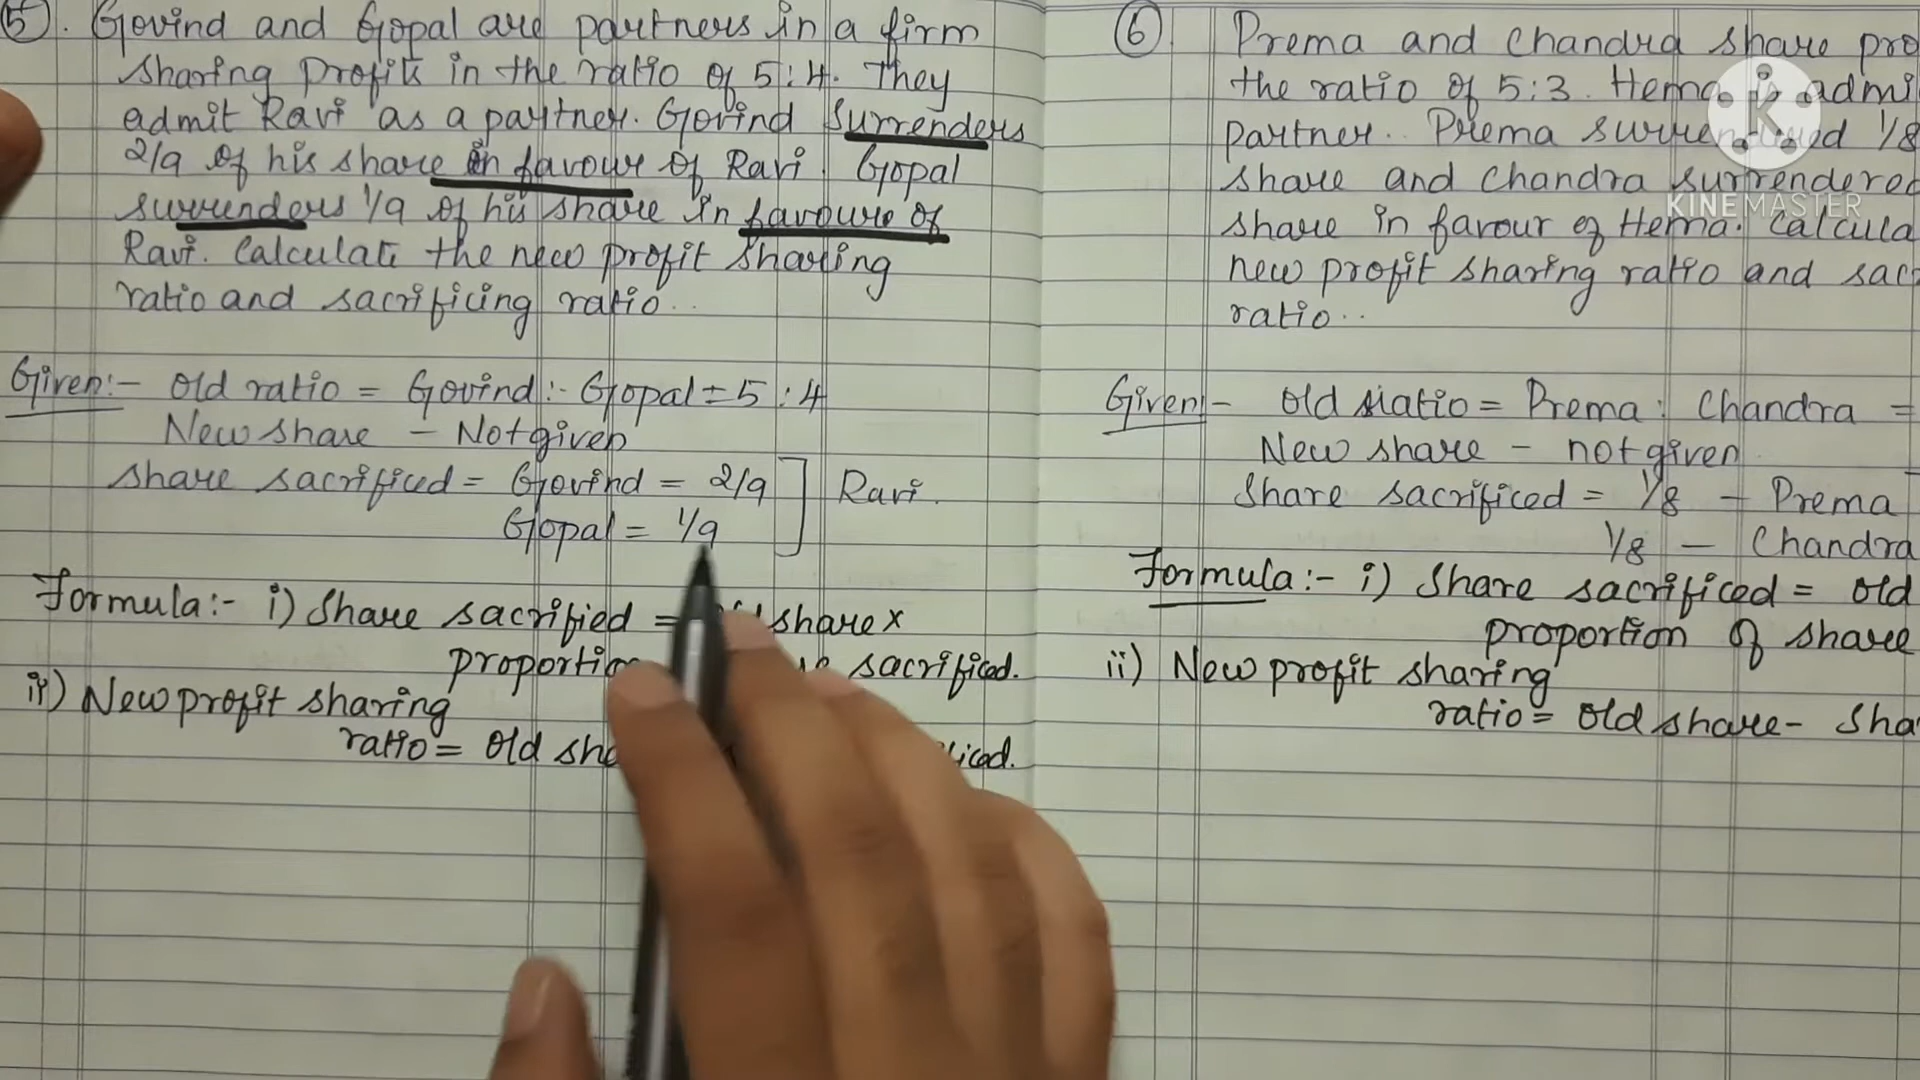 5. Govind and Gopal are partners in a firm
sharing profits in the ratio of 5:4. They
admit Ravi as a partner. Govind surrenders
2/9 of his share in favour of Ravi. Gopal
surrenders 1/9 of his share in favoure of
Ravi. Calculate the new profit sharing
ratio and sacrificing ratio..
Given:- Old ratio = Govind:- Gopal = 5:4
New share - Not given
share sacrificed = Govind = 2/9 Ravi.
Gopal = 1/9
Formula:- i) Share sacrified = share x
sacrificed.
ii) New profit sharing
ratio = old
6 Prema and Chandra share pro
the ratio of 5:3. Hema is admi
partner.. Prema surrendered 1/8
share and Chandra surrendered
share in favour of Hema. Calcula
new profit sharing ratio and sac
ratio..
Given:- Old ratio = Prema: Chandra =
New share - not given
Share sacrificed = 1/8 - Prema
1/8 - Chandra
Formula:- i) Share sacrificed = old
proportion of share
ii) New profit sharing
ratio = old share - Sha
K
KINEMASTER